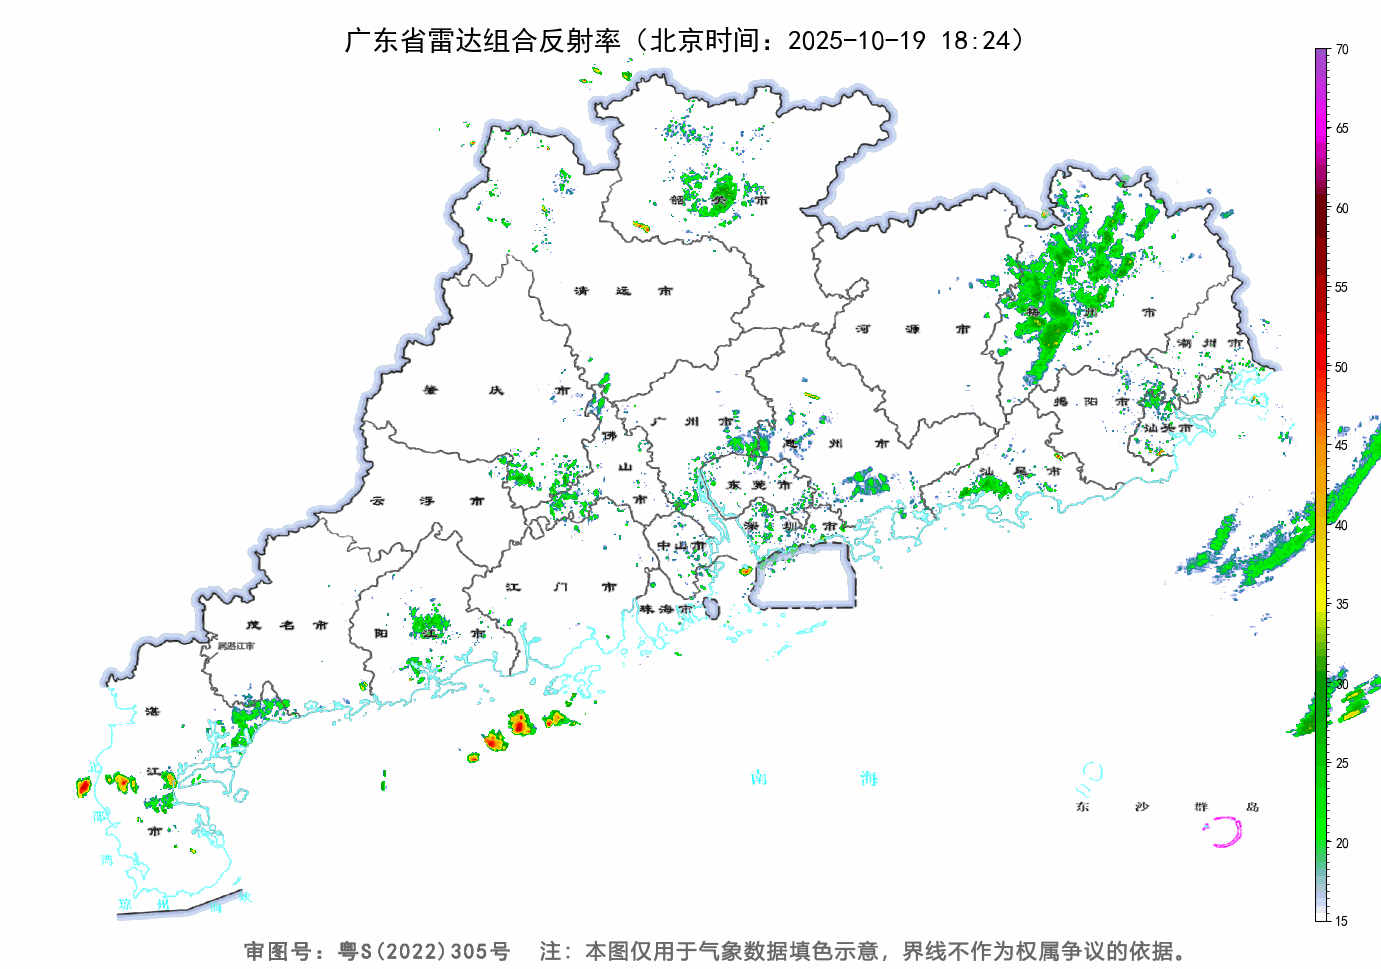 广东省雷达组合反射率（北京时间：2025-10-19 18:24）
70
65
60
55
50
45
40
35
30
25
20
15
韶关市
清远市
河源市
梅州市
潮州市
肇庆市
广州市
惠州市
揭阳市
汕头市
佛山市
云浮市
东莞市
汕尾市
深圳市
中山市
江门市
珠海市
茂名市
阳江市
属湛江市
湛江市
北部湾
南海
东沙群岛
琼州海峡
审图号：粤S(2022)305号 注：本图仅用于气象数据填色示意，界线不作为权属争议的依据。